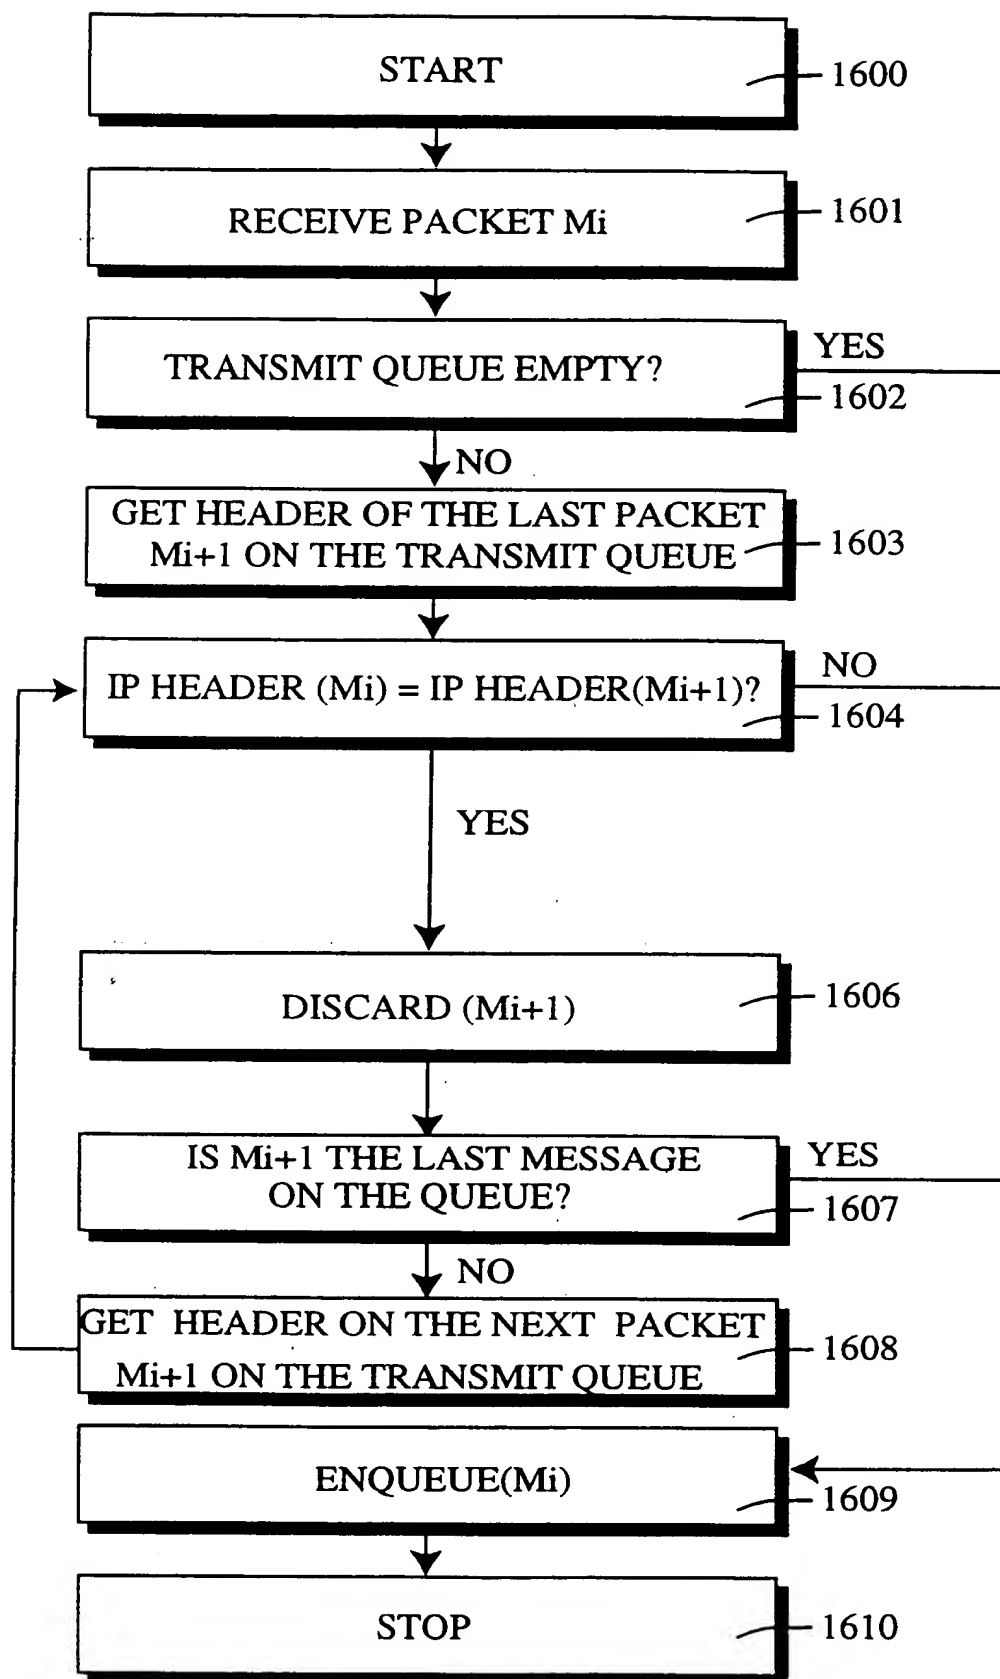 START
1600
RECEIVE PACKET Mi
1601
TRANSMIT QUEUE EMPTY?
YES
1602
NO
GET HEADER OF THE LAST PACKET
Mi+1 ON THE TRANSMIT QUEUE
1603
IP HEADER (Mi) = IP HEADER(Mi+1)?
NO
1604
YES
DISCARD (Mi+1)
1606
IS Mi+1 THE LAST MESSAGE
ON THE QUEUE?
YES
1607
NO
GET HEADER ON THE NEXT PACKET
Mi+1 ON THE TRANSMIT QUEUE
1608
ENQUEUE(Mi)
1609
STOP
1610